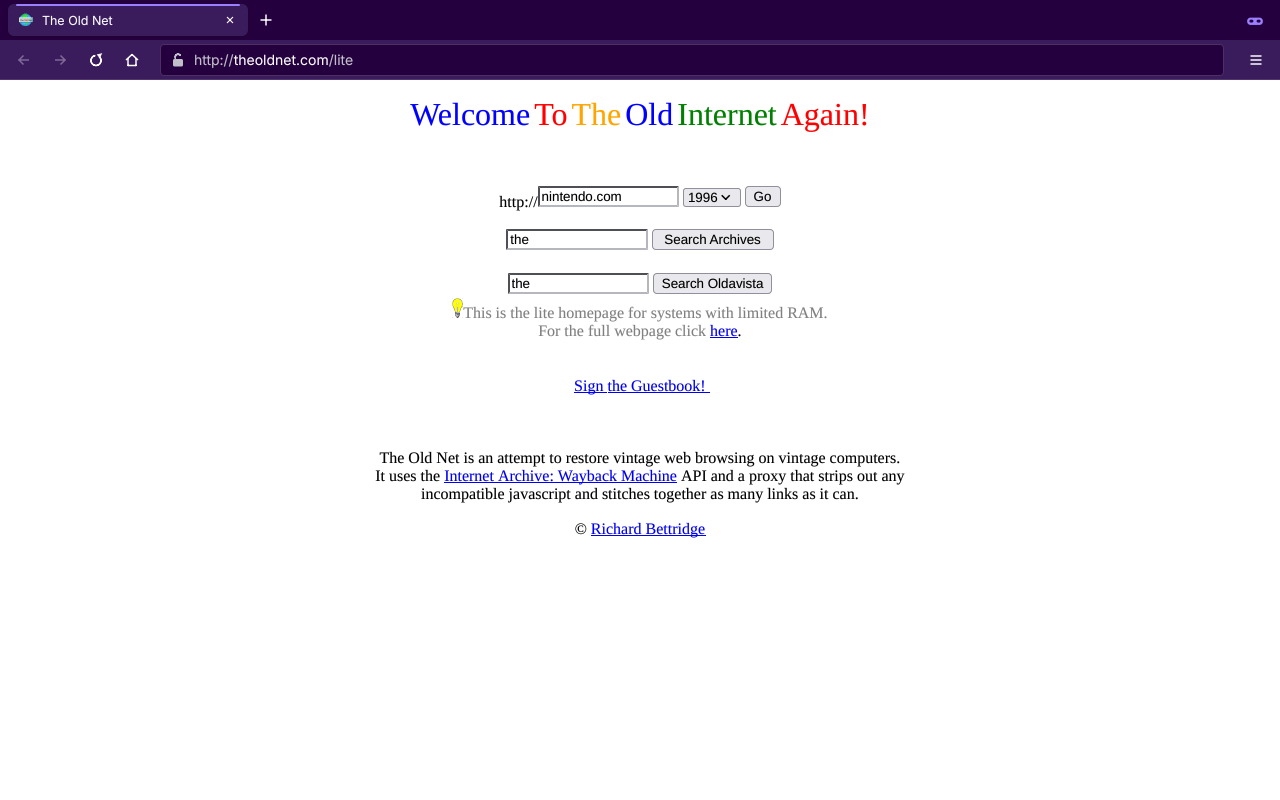 The Old Net
http://theoldnet.com/lite
Welcome To The Old Internet Again!
http:// nintendo.com 1996 Go
the Search Archives
the Search Oldavista
This is the lite homepage for systems with limited RAM.
For the full webpage click here.
Sign the Guestbook!
The Old Net is an attempt to restore vintage web browsing on vintage computers.
It uses the Internet Archive: Wayback Machine API and a proxy that strips out any
incompatible javascript and stitches together as many links as it can.
© Richard Bettridge